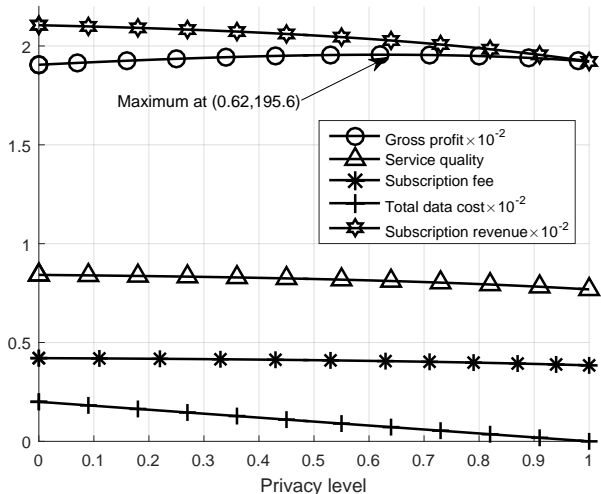 2
Maximum at (0.62,195.6)
1.5
Gross profit×10⁻²
Service quality
Subscription fee
Total data cost×10⁻²
Subscription revenue×10⁻²
1
0.5
0
0 0.1 0.2 0.3 0.4 0.5 0.6 0.7 0.8 0.9 1
Privacy level